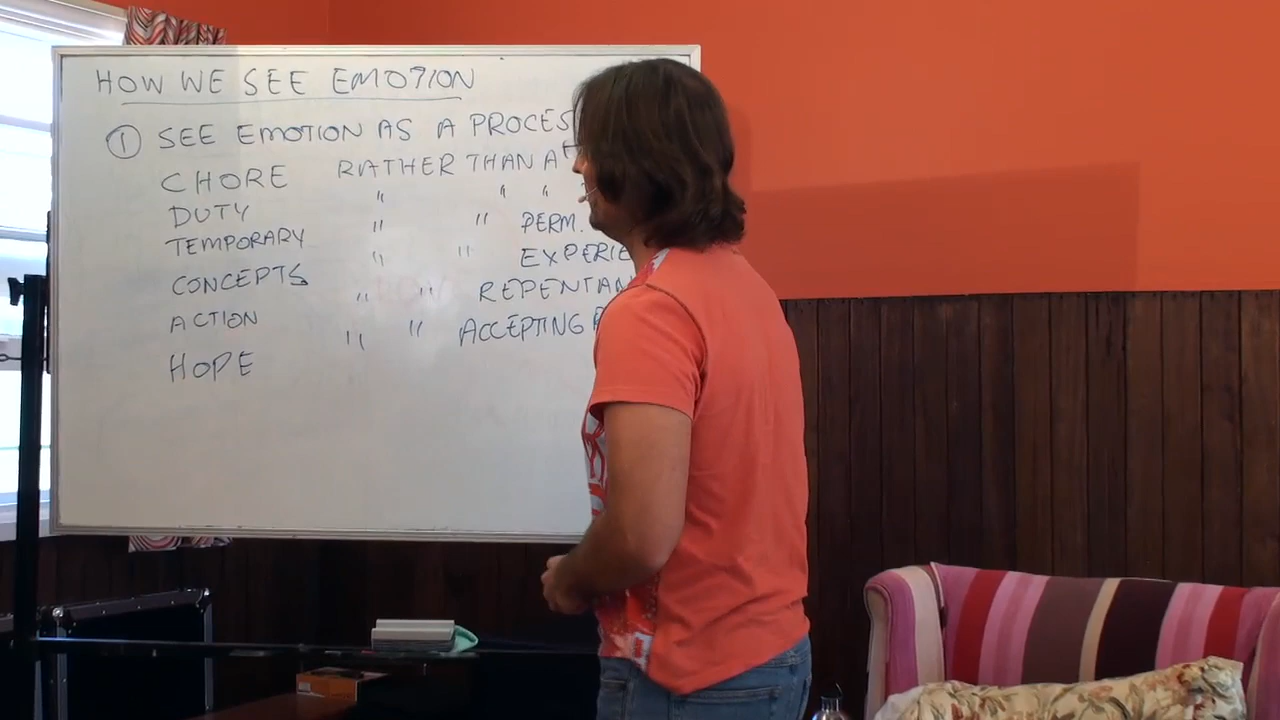 HOW WE SEE EMOTION
① SEE EMOTION AS A PROCES
CHORE RATHER THAN A
DUTY " " "
TEMPORARY " " PERM.
CONCEPTS " " EXPERIE
ACTION " " REPENTAN
HOPE " " ACCEPTING